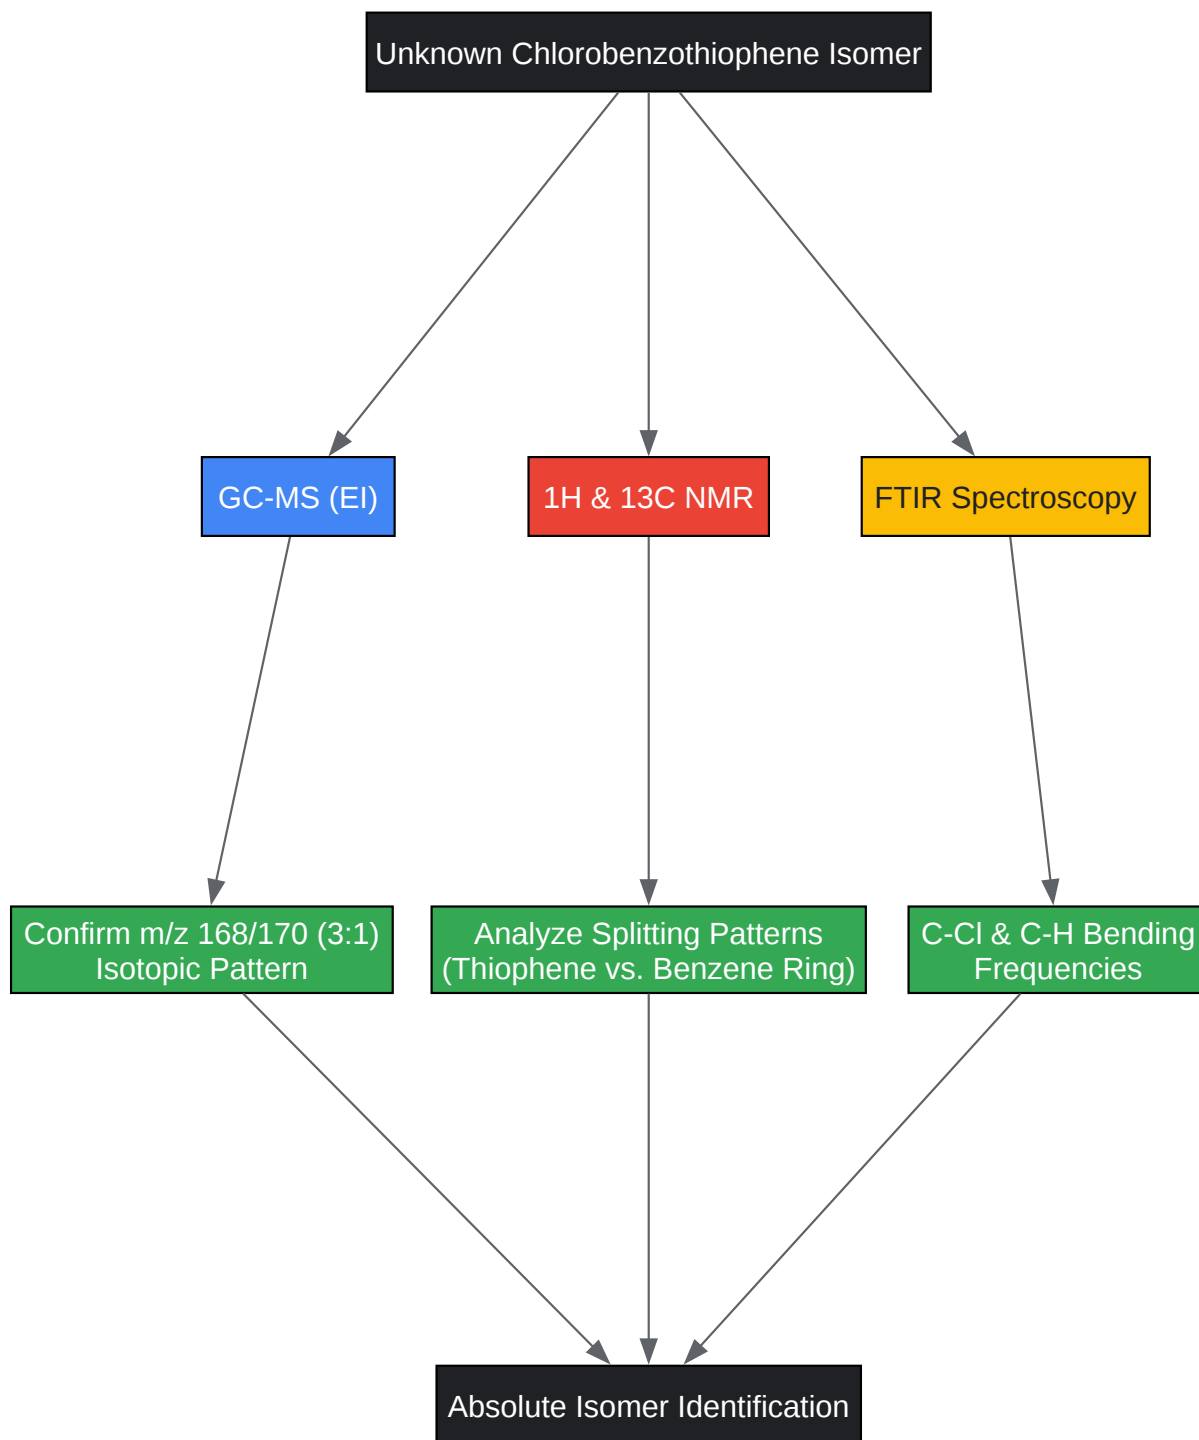 Unknown Chlorobenzothiophene Isomer
GC-MS (EI)
1H & 13C NMR
FTIR Spectroscopy
Confirm m/z 168/170 (3:1)
Isotopic Pattern
Analyze Splitting Patterns
(Thiophene vs. Benzene Ring)
C-Cl & C-H Bending
Frequencies
Absolute Isomer Identification